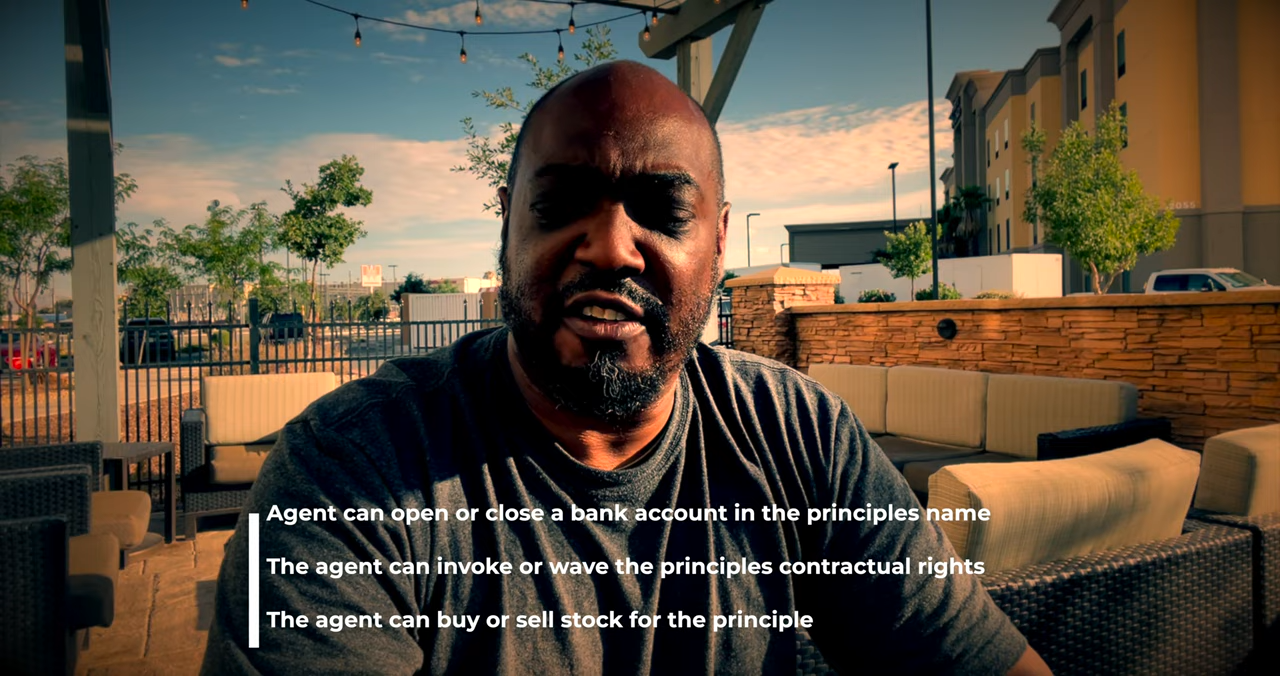 Agent can open or close a bank account in the principles name
The agent can invoke or wave the principles contractual rights
The agent can buy or sell stock for the principle